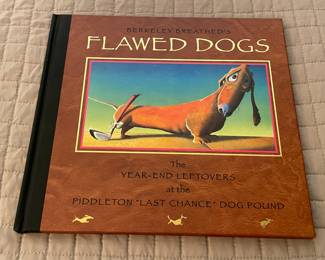 BERKELEY BREATHED'S
FLAWED DOGS
The
YEAR-END LEFTOVERS
at the
PIDDLETON "LAST CHANCE" DOG POUND